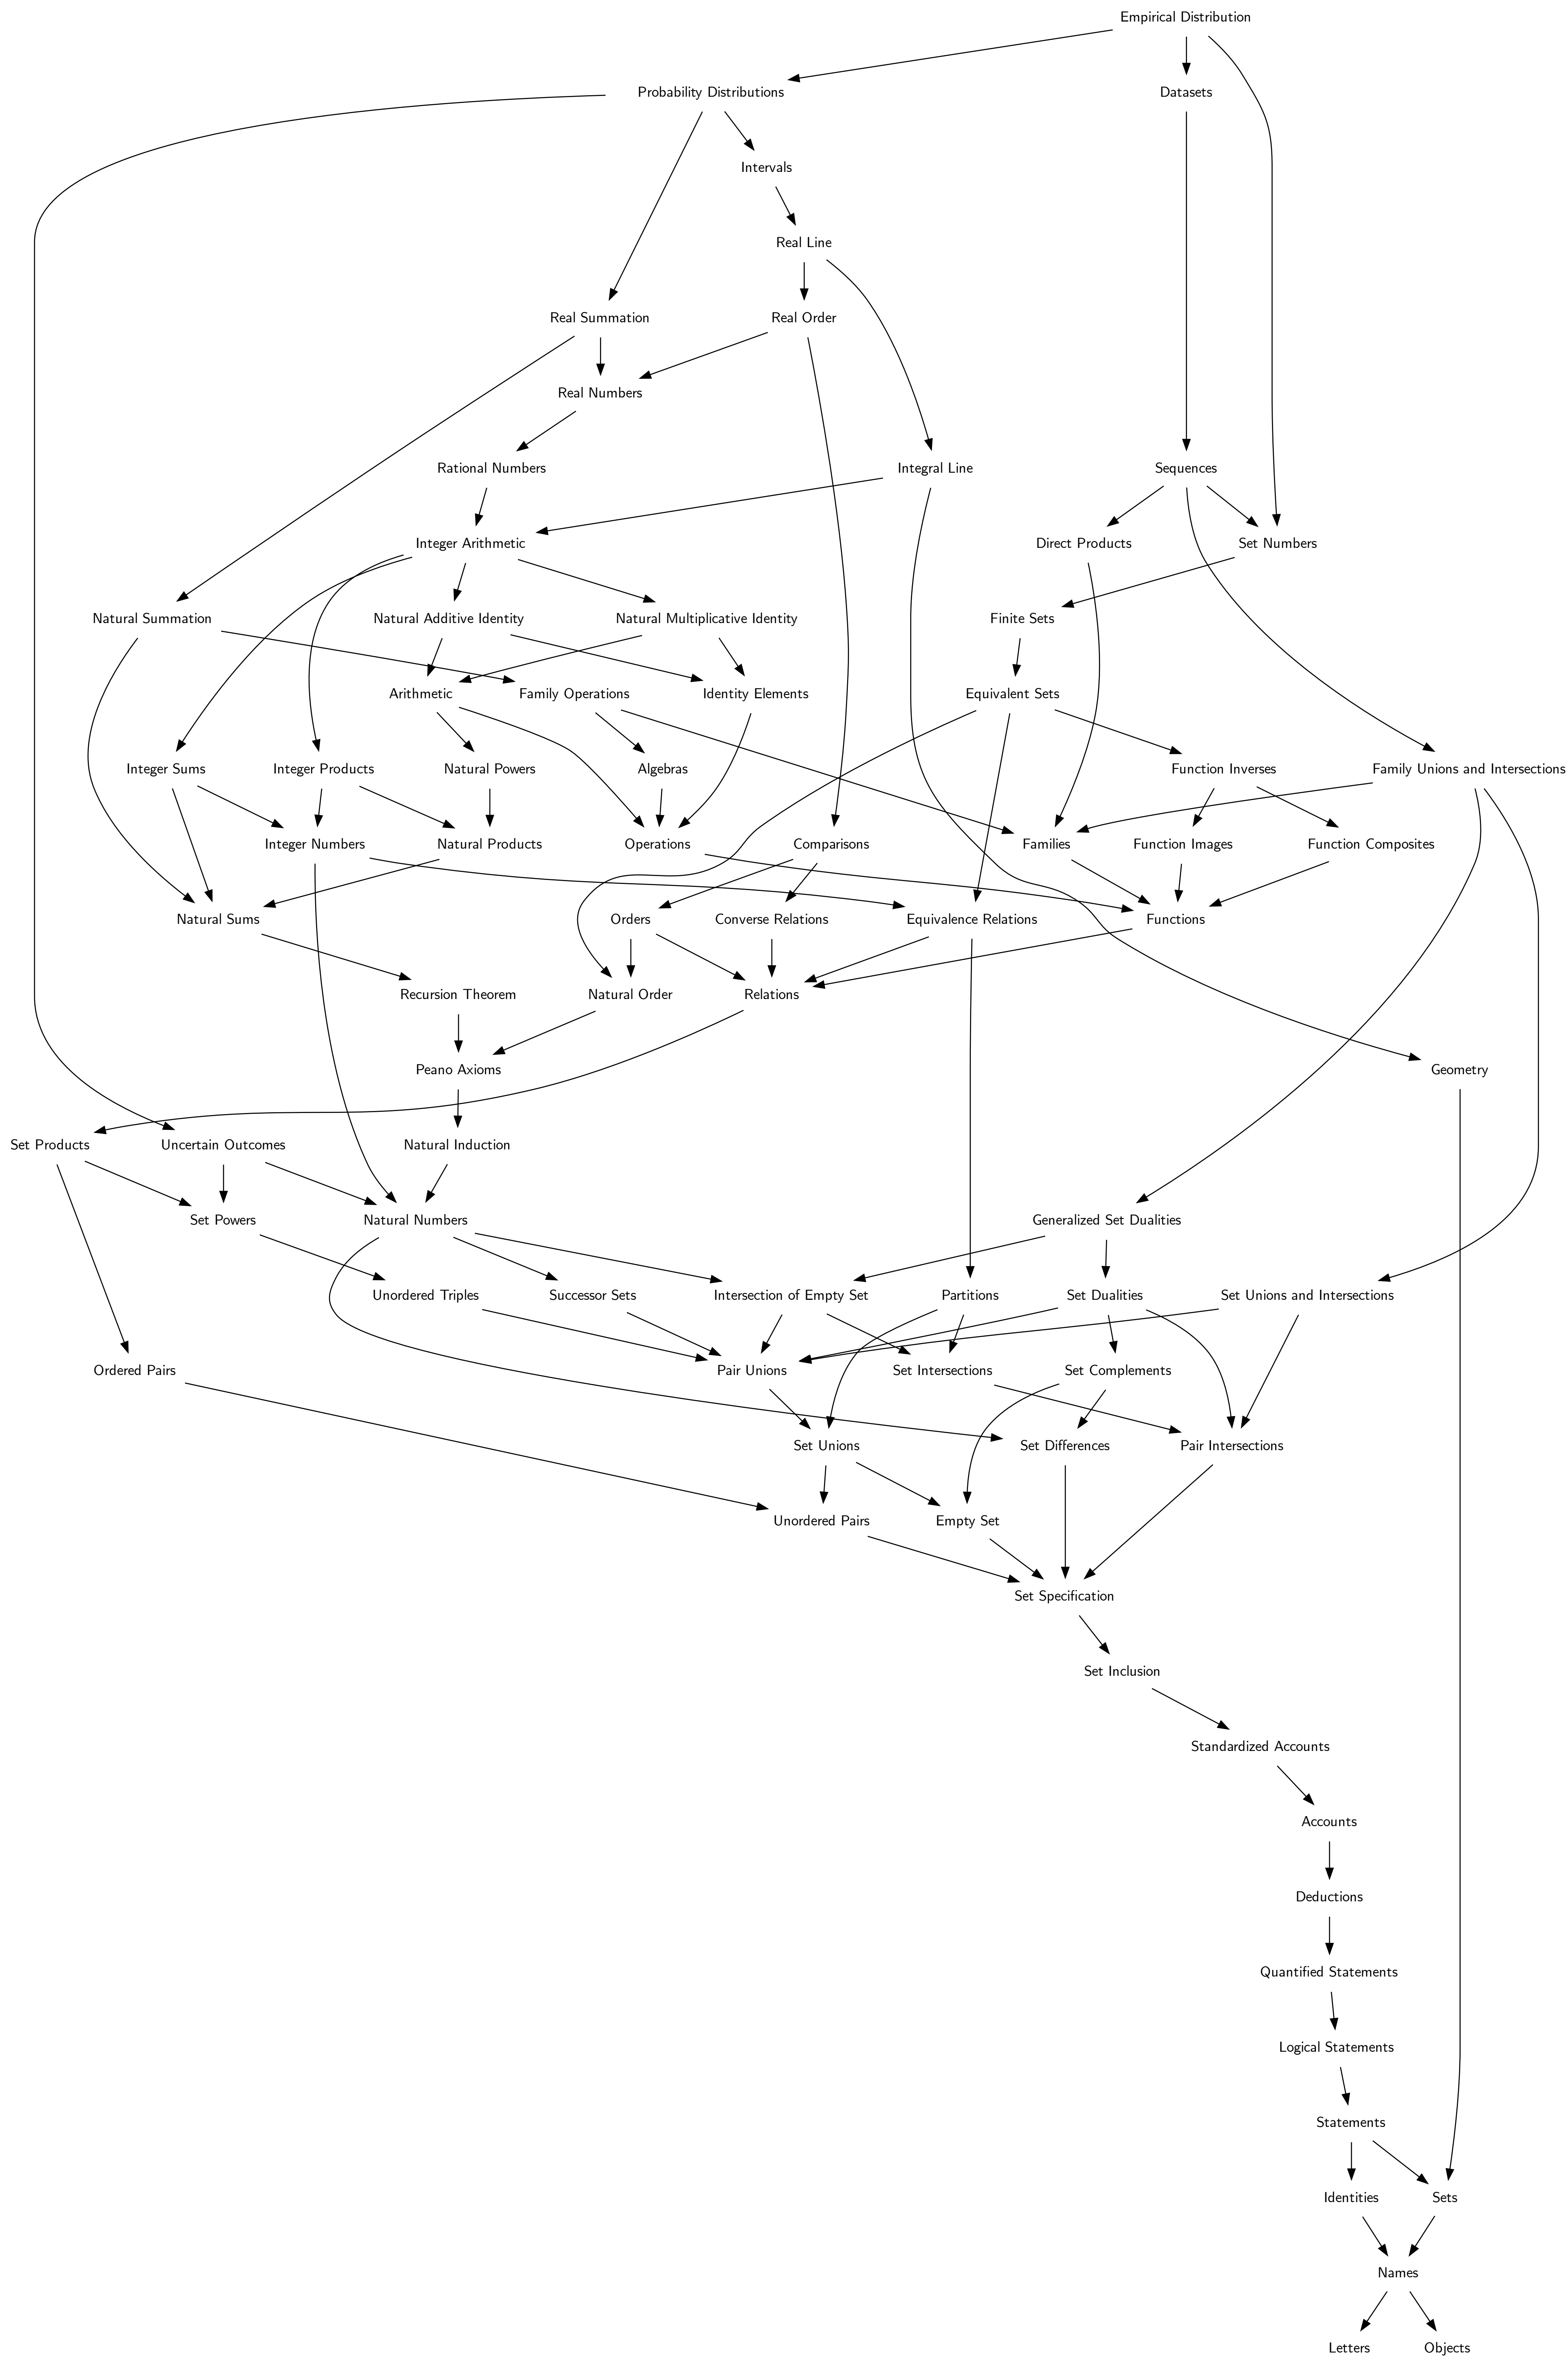 Empirical Distribution
Probability Distributions
Datasets
Intervals
Real Line
Real Summation
Real Order
Real Numbers
Rational Numbers
Integral Line
Sequences
Integer Arithmetic
Direct Products
Set Numbers
Natural Summation
Natural Additive Identity
Natural Multiplicative Identity
Finite Sets
Arithmetic
Family Operations
Identity Elements
Equivalent Sets
Integer Sums
Integer Products
Natural Powers
Algebras
Function Inverses
Family Unions and Intersections
Integer Numbers
Natural Products
Operations
Comparisons
Families
Function Images
Function Composites
Natural Sums
Orders
Converse Relations
Equivalence Relations
Functions
Recursion Theorem
Natural Order
Relations
Peano Axioms
Geometry
Set Products
Uncertain Outcomes
Natural Induction
Set Powers
Natural Numbers
Generalized Set Dualities
Unordered Triples
Successor Sets
Intersection of Empty Set
Partitions
Set Dualities
Set Unions and Intersections
Ordered Pairs
Pair Unions
Set Intersections
Set Complements
Set Unions
Set Differences
Pair Intersections
Unordered Pairs
Empty Set
Set Specification
Set Inclusion
Standardized Accounts
Accounts
Deductions
Quantified Statements
Logical Statements
Statements
Identities
Sets
Names
Letters
Objects